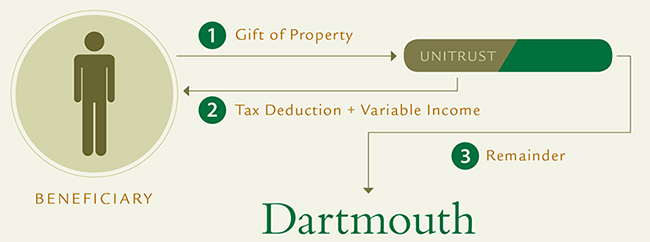 1 Gift of Property
UNITRUST
2 Tax Deduction + Variable Income
3 Remainder
BENEFICIARY
Dartmouth